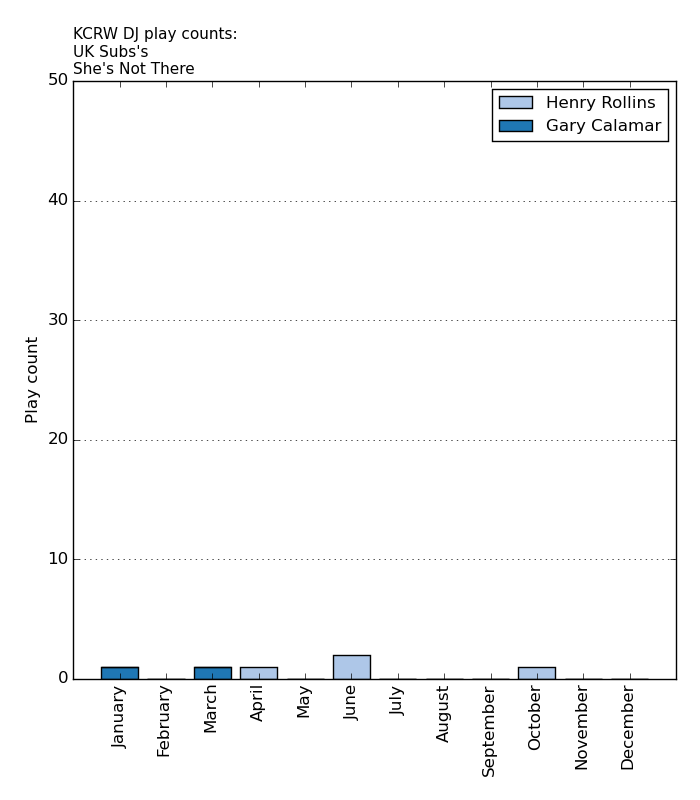 KCRW DJ play counts:
UK Subs's
She's Not There
Henry Rollins
Gary Calamar
Play count
50
40
30
20
10
0
January
February
March
April
May
June
July
August
September
October
November
December